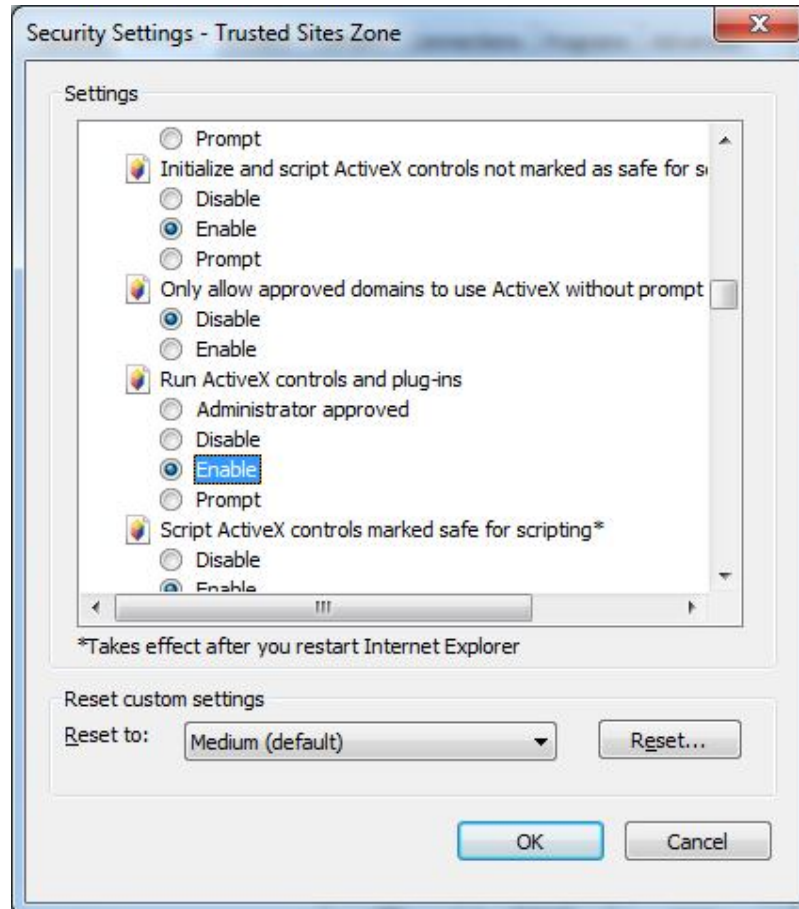 Security Settings - Trusted Sites Zone
Settings
Prompt
Initialize and script ActiveX controls not marked as safe for s
Disable
Enable
Prompt
Only allow approved domains to use ActiveX without prompt
Disable
Enable
Run ActiveX controls and plug-ins
Administrator approved
Disable
Enable
Prompt
Script ActiveX controls marked safe for scripting*
Disable
Enable
*Takes effect after you restart Internet Explorer
Reset custom settings
Reset to: Medium (default) Reset...
OK Cancel